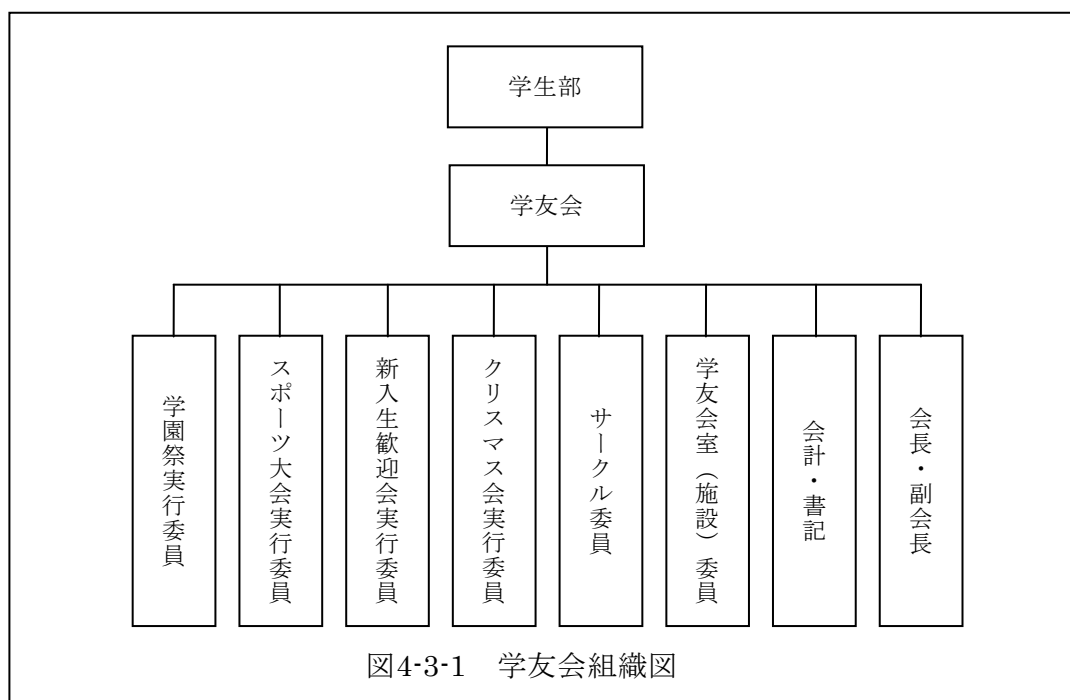 学生部
学友会
学園祭実行委員
スポーツ大会実行委員
新入生歓迎会実行委員
クリスマス会実行委員
サークル委員
学友会室（施設）委員
会計・書記
会長・副会長
図4-3-1　学友会組織図